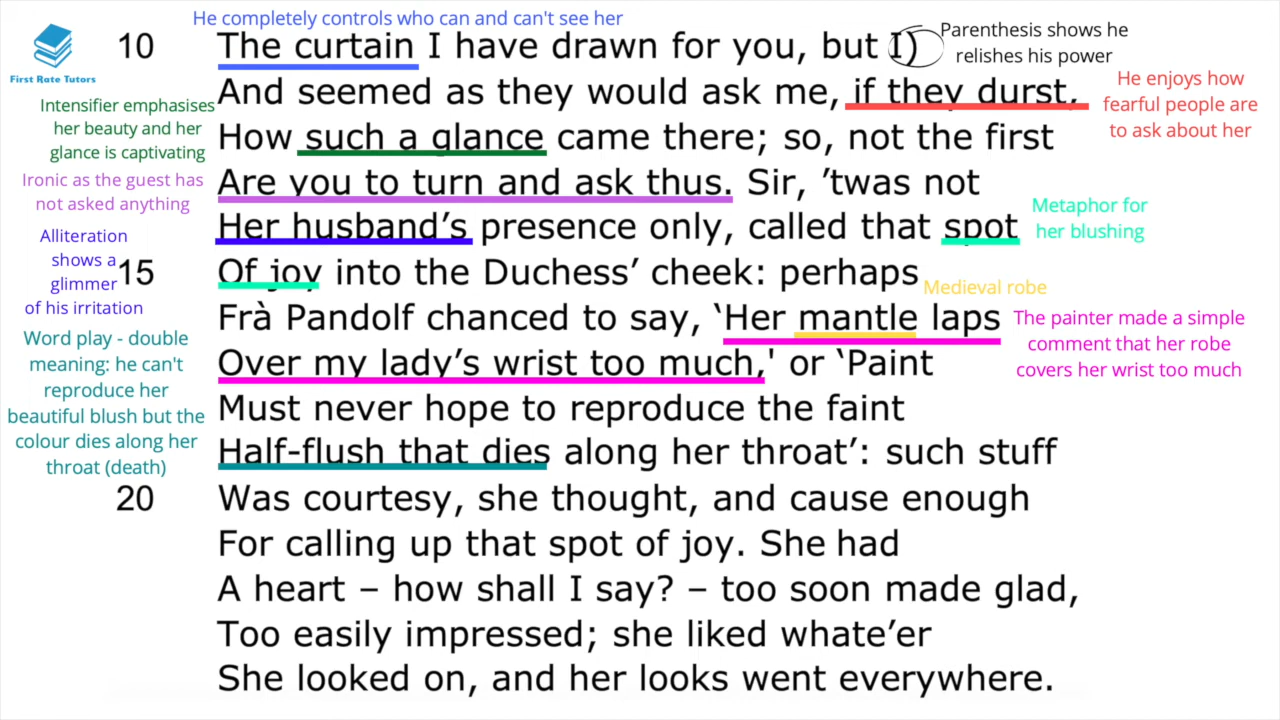 He completely controls who can and can't see her
First Rate Tutors
10 The curtain I have drawn for you, but I)
Parenthesis shows he
relishes his power
And seemed as they would ask me, if they durst,
He enjoys how
fearful people are
to ask about her
Intensifier emphasises
her beauty and her
glance is captivating
How such a glance came there; so, not the first
Ironic as the guest has
not asked anything
Are you to turn and ask thus. Sir, ’twas not
Her husband’s presence only, called that spot
Metaphor for
her blushing
Alliteration
shows a
glimmer
of his irritation
15 Of joy into the Duchess’ cheek: perhaps
Medieval robe
Frà Pandolf chanced to say, ‘Her mantle laps
The painter made a simple
comment that her robe
covers her wrist too much
Over my lady’s wrist too much,' or ‘Paint
Word play - double
meaning: he can't
reproduce her
beautiful blush but the
colour dies along her
throat (death)
Must never hope to reproduce the faint
Half-flush that dies along her throat’: such stuff
20 Was courtesy, she thought, and cause enough
For calling up that spot of joy. She had
A heart – how shall I say? – too soon made glad,
Too easily impressed; she liked whate’er
She looked on, and her looks went everywhere.